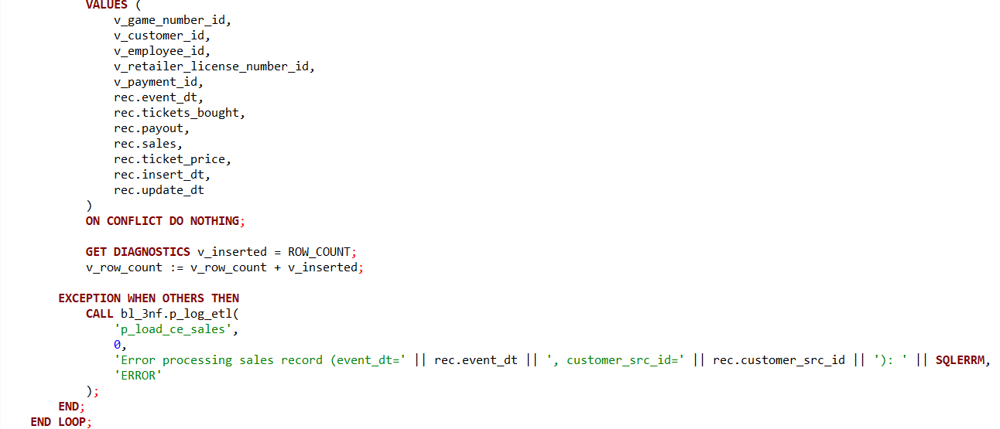 VALUES (
v_game_number_id,
v_customer_id,
v_employee_id,
v_retailer_license_number_id,
v_payment_id,
rec.event_dt,
rec.tickets_bought,
rec.payout,
rec.sales,
rec.ticket_price,
rec.insert_dt,
rec.update_dt
)
ON CONFLICT DO NOTHING;
GET DIAGNOSTICS v_inserted = ROW_COUNT;
v_row_count := v_row_count + v_inserted;
EXCEPTION WHEN OTHERS THEN
CALL bl_3nf.p_log_etl(
'p_load_ce_sales',
0,
'Error processing sales record (event_dt=' || rec.event_dt || ', customer_src_id=' || rec.customer_src_id || '): ' || SQLERRM,
'ERROR'
);
END;
END LOOP;